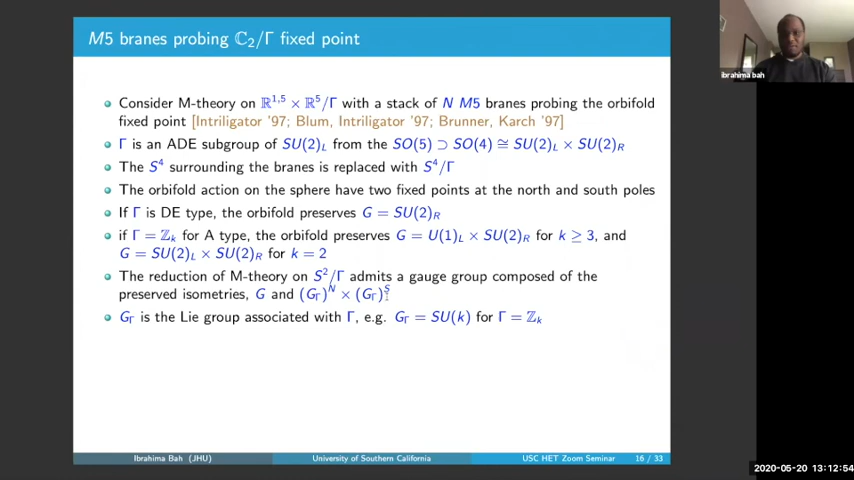 M5 branes probing ℂ₂/Γ fixed point
Consider M-theory on ℝ^{1,5} × ℝ⁵/Γ with a stack of N M5 branes probing the orbifold
fixed point [Intriligator '97; Blum, Intriligator '97; Brunner, Karch '97]
Γ is an ADE subgroup of SU(2)_L from the SO(5) ⊃ SO(4) ≅ SU(2)_L × SU(2)_R
The S⁴ surrounding the branes is replaced with S⁴/Γ
The orbifold action on the sphere have two fixed points at the north and south poles
If Γ is DE type, the orbifold preserves G = SU(2)_R
if Γ = ℤ_k for A type, the orbifold preserves G = U(1)_L × SU(2)_R for k ≥ 3, and
G = SU(2)_L × SU(2)_R for k = 2
The reduction of M-theory on S²/Γ admits a gauge group composed of the
preserved isometries, G and (G_Γ)^N × (G_Γ)^S
G_Γ is the Lie group associated with Γ, e.g. G_Γ = SU(k) for Γ = ℤ_k
Ibrahima Bah (JHU) University of Southern California USC HET Zoom Seminar 16 / 33
ibrahima bah
2020-05-20 13:12:54